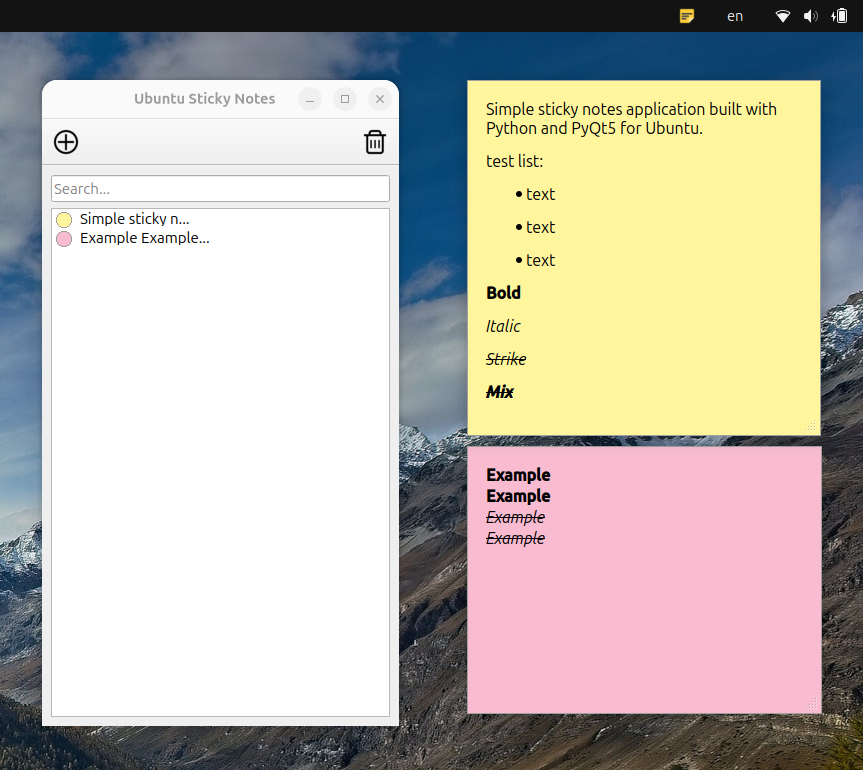 en
Ubuntu Sticky Notes
Search...
Simple sticky n...
Example Example...
Simple sticky notes application built with
Python and PyQt5 for Ubuntu.
test list:
• text
• text
• text
Bold
Italic
Strike
Mix
Example
Example
Example
Example